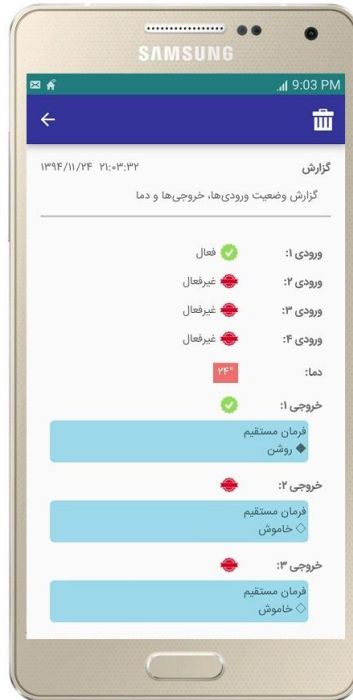 SAMSUNG
9:03 PM
گزارش ۱۳۹۴/۱۱/۲۴ ۲۱:۰۳:۳۲
گزارش وضعیت ورودی‌ها، خروجی‌ها و دما
ورودی ۱: فعال
ورودی ۲: غیرفعال
ورودی ۳: غیرفعال
ورودی ۴: غیرفعال
دما: ۲۴°
خروجی ۱:
فرمان مستقیم
روشن
خروجی ۲:
فرمان مستقیم
خاموش
خروجی ۳:
فرمان مستقیم
خاموش